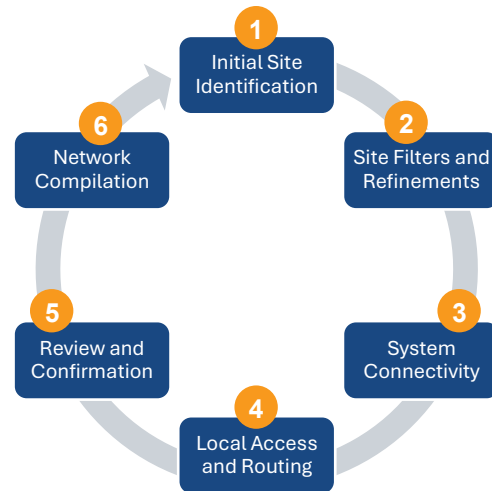 1
Initial Site
Identification
2
Site Filters and
Refinements
3
System
Connectivity
4
Local Access
and Routing
5
Review and
Confirmation
6
Network
Compilation